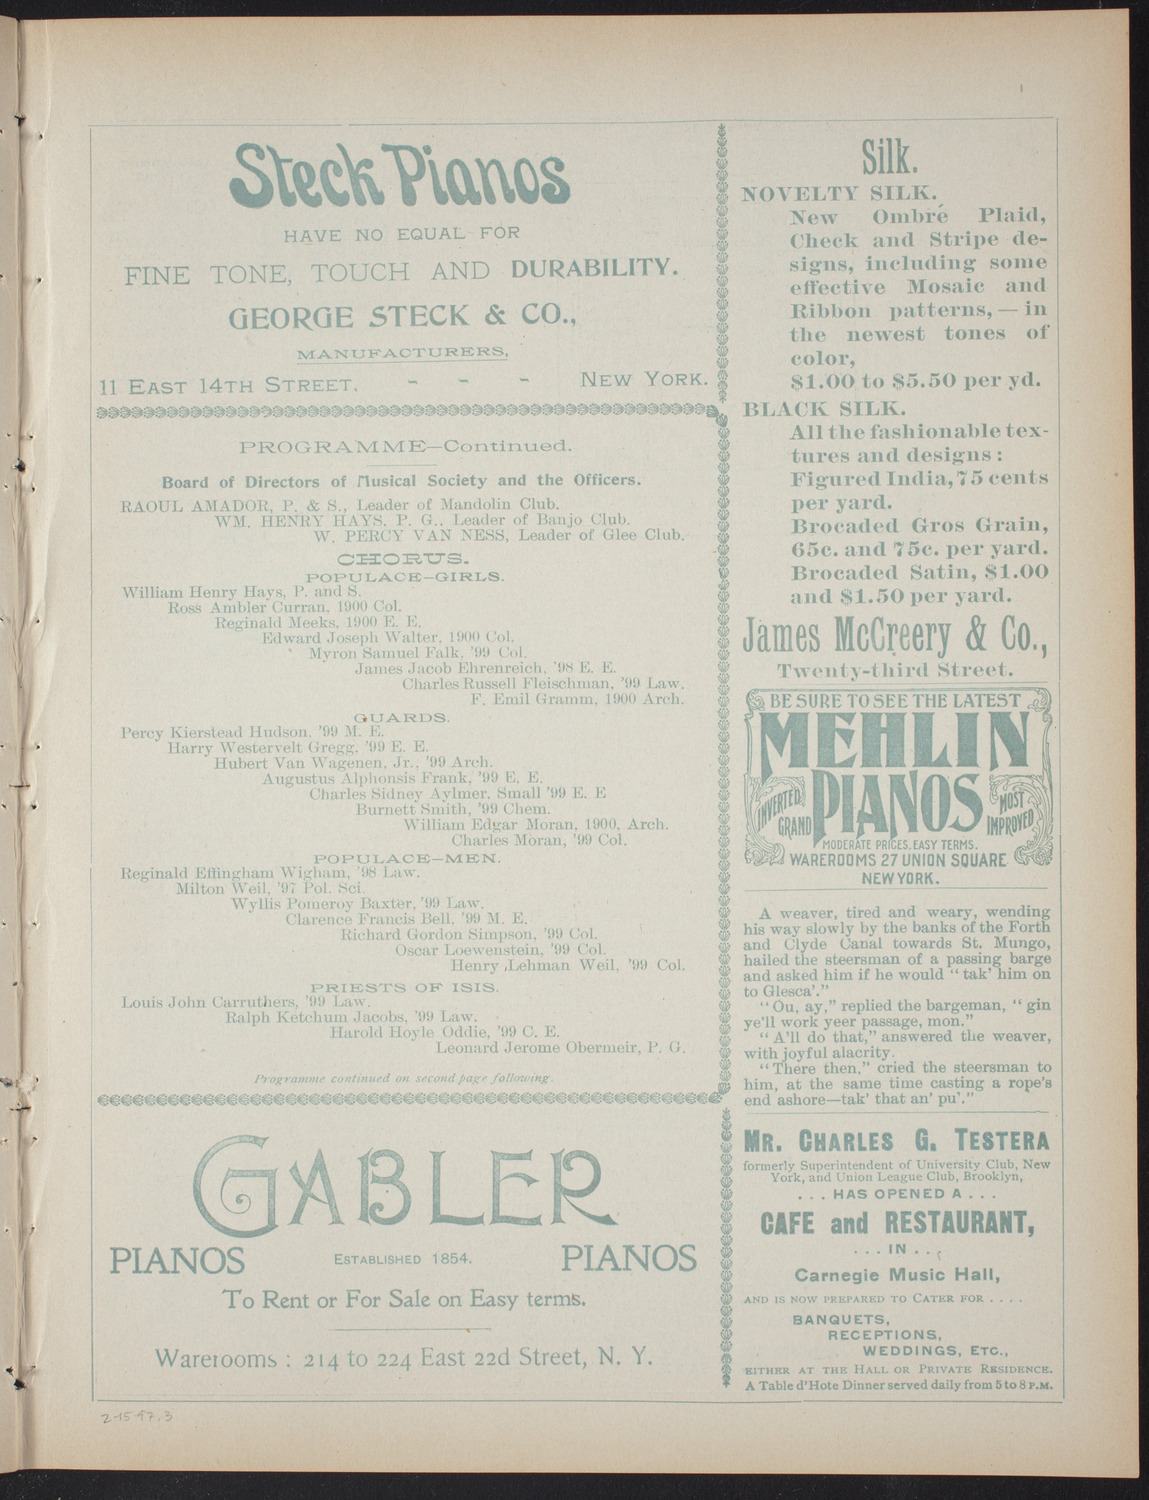 Steck Pianos
HAVE NO EQUAL FOR
FINE TONE, TOUCH AND DURABILITY.
GEORGE STECK & CO.,
MANUFACTURERS,
11 EAST 14TH STREET, - - - NEW YORK.
PROGRAMME—Continued.
Board of Directors of Musical Society and the Officers.
RAOUL AMADOR, P. & S., Leader of Mandolin Club.
WM. HENRY HAYS, P. G., Leader of Banjo Club.
W. PERCY VAN NESS, Leader of Glee Club.
CHORUS.
POPULACE—GIRLS.
William Henry Hays, P. and S.
Ross Ambler Curran, 1900 Col.
Reginald Meeks, 1900 E. E.
Edward Joseph Walter, 1900 Col.
Myron Samuel Falk, '99 Col.
James Jacob Ehrenreich, '98 E. E.
Charles Russell Fleischman, '99 Law.
F. Emil Gramm, 1900 Arch.
GUARDS.
Percy Kierstead Hudson, '99 M. E.
Harry Westervelt Gregg, '99 E. E.
Hubert Van Wagenen, Jr., '99 Arch.
Augustus Alphonsis Frank, '99 E. E.
Charles Sidney Aylmer, Small '99 E. E
Burnett Smith, '99 Chem.
William Edgar Moran, 1900, Arch.
Charles Moran, '99 Col.
POPULACE—MEN.
Reginald Effingham Wigham, '98 Law.
Milton Weil, '97 Pol. Sci.
Wyllis Pomeroy Baxter, '99 Law.
Clarence Francis Bell, '99 M. E.
Richard Gordon Simpson, '99 Col.
Oscar Loewenstein, '99 Col.
Henry Lehman Weil, '99 Col.
PRIESTS OF ISIS.
Louis John Carruthers, '99 Law.
Ralph Ketchum Jacobs, '99 Law.
Harold Hoyle Oddie, '99 C. E.
Leonard Jerome Obermeir, P. G.
Programme continued on second page following.
GABLER
PIANOS ESTABLISHED 1854. PIANOS
To Rent or For Sale on Easy terms.
Warerooms : 214 to 224 East 22d Street, N. Y.
2-15-97.3
Silk.
NOVELTY SILK.
New Ombré Plaid,
Check and Stripe de-
signs, including some
effective Mosaic and
Ribbon patterns,—in
the newest tones of
color,
$1.00 to $5.50 per yd.
BLACK SILK.
All the fashionable tex-
tures and designs :
Figured India, 75 cents
per yard.
Brocaded Gros Grain,
65c. and 75c. per yard.
Brocaded Satin, $1.00
and $1.50 per yard.
James McCreery & Co.,
Twenty-third Street.
BE SURE TO SEE THE LATEST
MEHLIN
PIANOS
INVERTED GRAND
MOST IMPROVED
MODERATE PRICES. EASY TERMS.
WAREROOMS 27 UNION SQUARE
NEW YORK.
A weaver, tired and weary, wending
his way slowly by the banks of the Forth
and Clyde Canal towards St. Mungo,
hailed the steersman of a passing barge
and asked him if he would "tak' him on
to Glesca'."
"Ou, ay," replied the bargeman, "gin
ye'll work yeer passage, mon."
"A'll do that," answered the weaver,
with joyful alacrity.
"There then," cried the steersman to
him, at the same time casting a rope's
end ashore—tak' that an' pu'."
MR. CHARLES G. TESTERA
formerly Superintendent of University Club, New
York, and Union League Club, Brooklyn,
. . . HAS OPENED A . . .
CAFE and RESTAURANT,
. . . IN . . .
Carnegie Music Hall,
AND IS NOW PREPARED TO CATER FOR . . . .
BANQUETS,
RECEPTIONS,
WEDDINGS, ETC.,
EITHER AT THE HALL OR PRIVATE RESIDENCE.
A Table d'Hote Dinner served daily from 5 to 8 P.M.